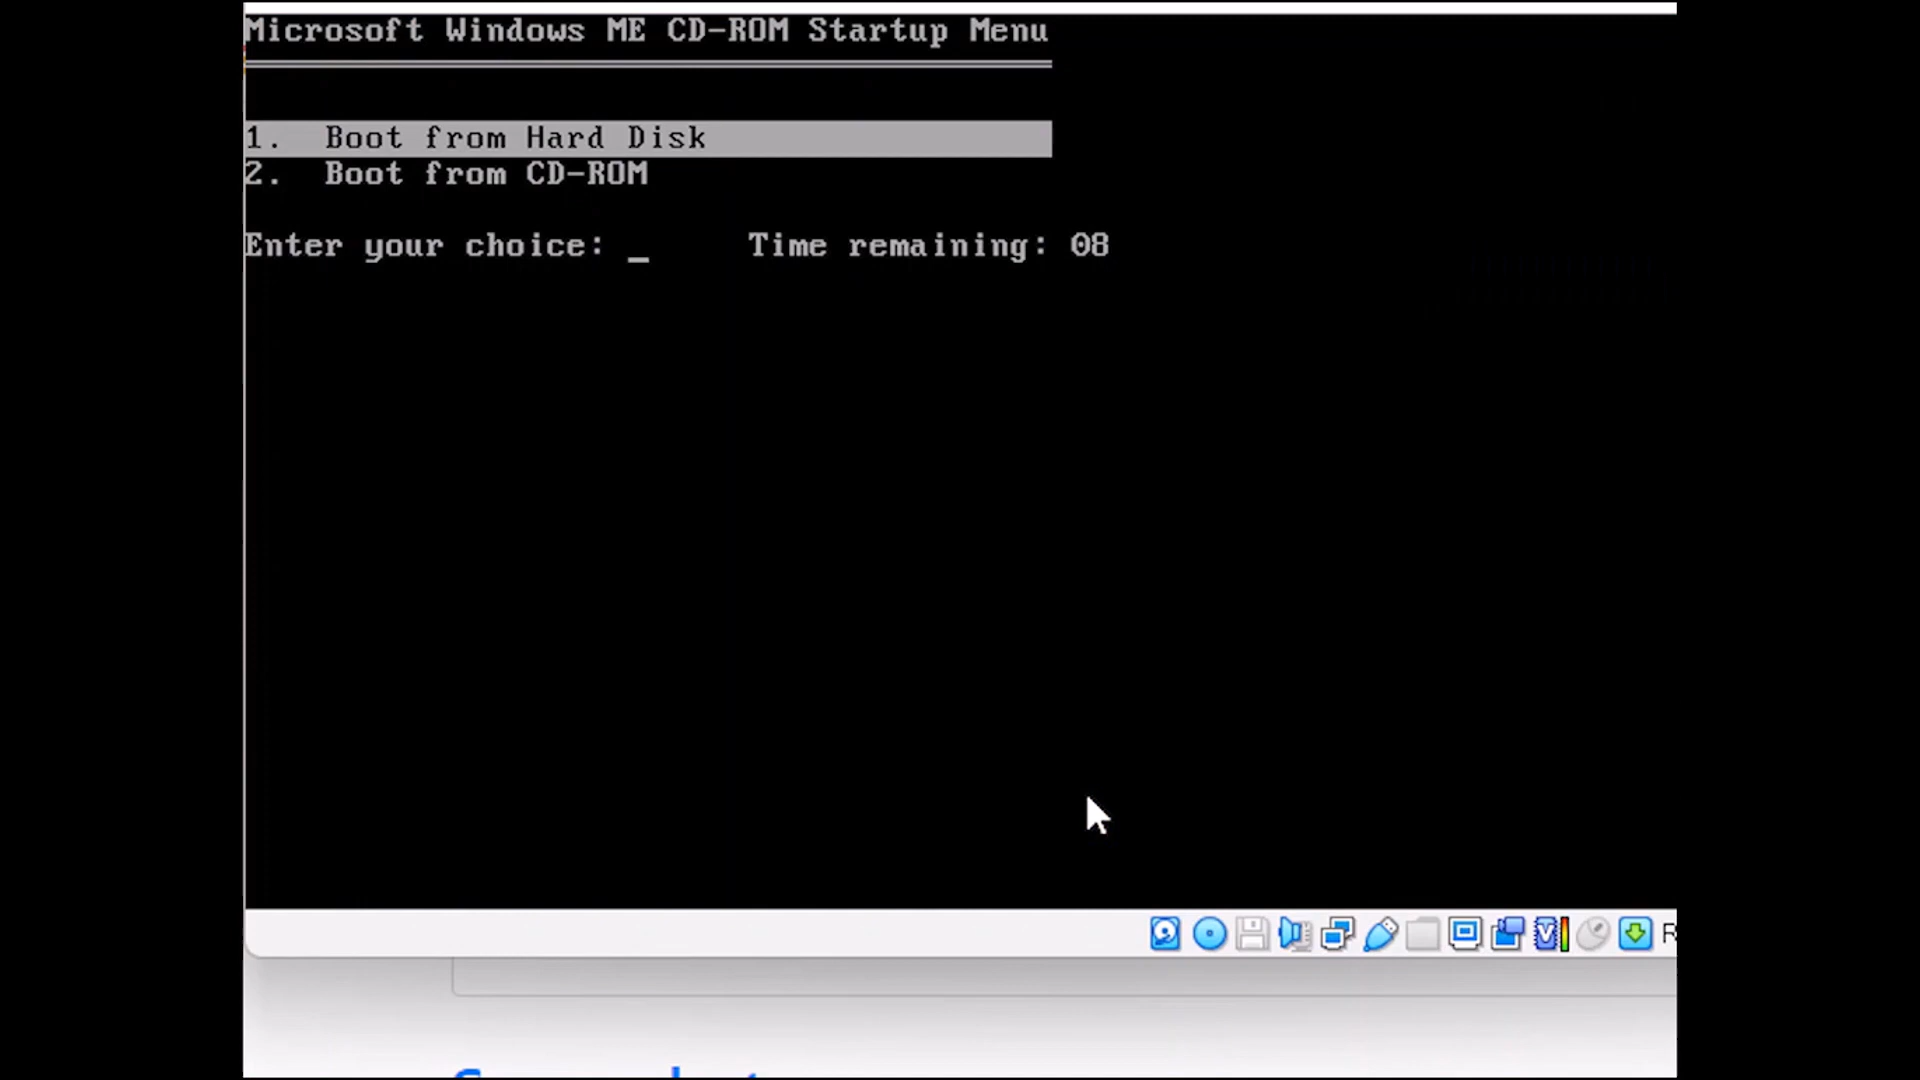 Microsoft Windows ME CD-ROM Startup Menu
1. Boot from Hard Disk
2. Boot from CD-ROM
Enter your choice: _ Time remaining: 08